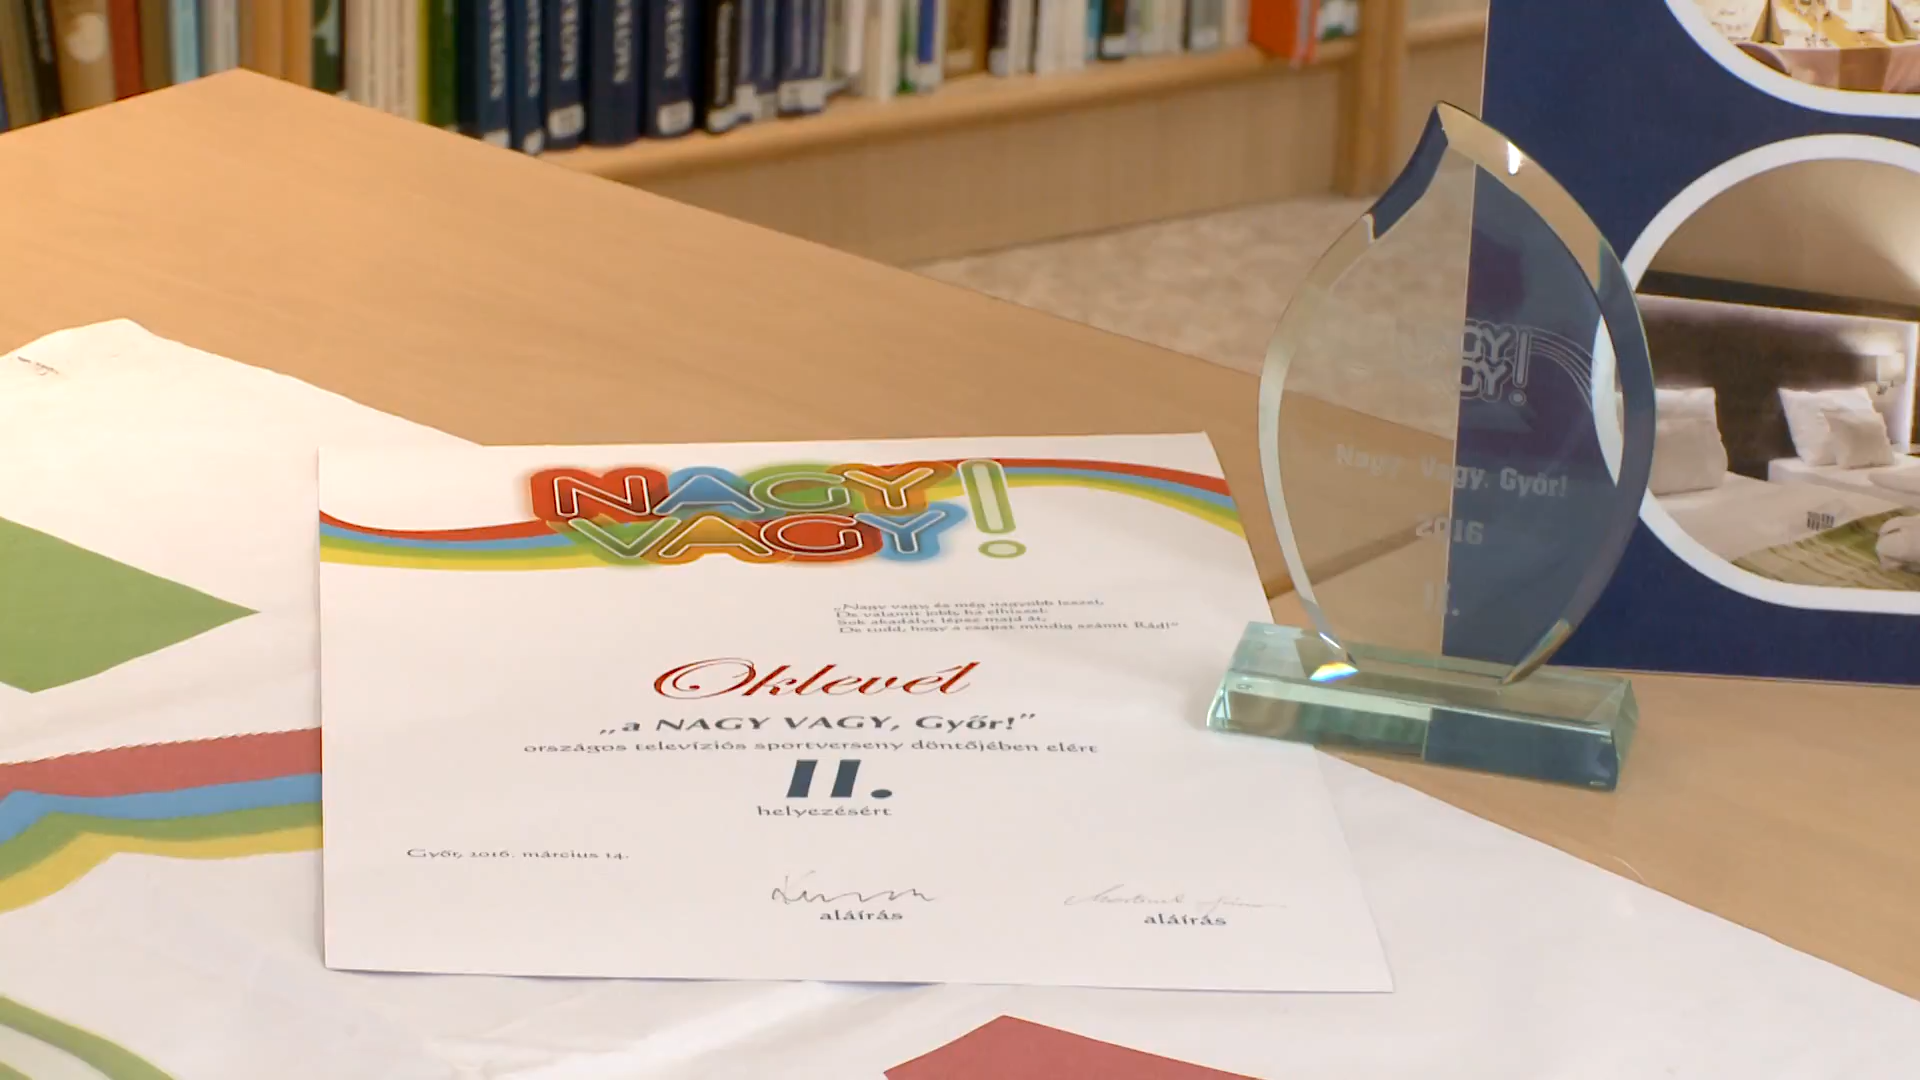 NAGY
VAGY!
„Nagy vagy, és még nagyobb leszel,
De valamit jobb, ha elhiszel:
Sok akadályt lépsz majd át,
De tudd, hogy a csapat mindig számít Rád!”
Oklevél
„a NAGY VAGY, Győr!”
országos televíziós sportverseny döntőjében elért
II.
helyezésért
Győr, 2016. március 14.
aláírás
aláírás
Nagy Vagy, Győr!
2016
II.